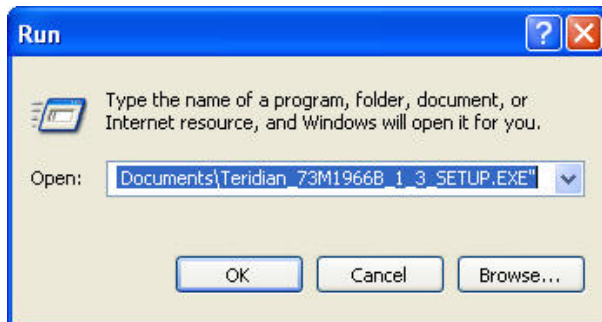 Run
Type the name of a program, folder, document, or
Internet resource, and Windows will open it for you.
Open:
Documents\Teridian_73M1966B_1_3_SETUP.EXE"
OK
Cancel
Browse...